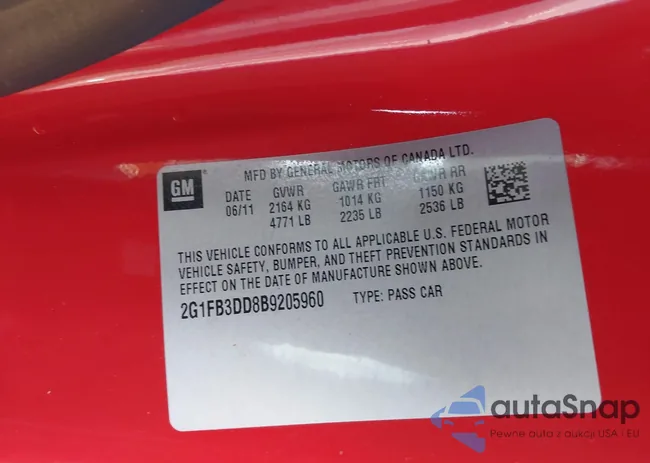 MFD BY GENERAL MOTORS OF CANADA LTD.
GM
DATE GVWR GAWR FRT GAWR RR
06/11 2164 KG 1014 KG 1150 KG
4771 LB 2235 LB 2536 LB
THIS VEHICLE CONFORMS TO ALL APPLICABLE U.S. FEDERAL MOTOR
VEHICLE SAFETY, BUMPER, AND THEFT PREVENTION STANDARDS IN
EFFECT ON THE DATE OF MANUFACTURE SHOWN ABOVE.
2G1FB3DD8B9205960 TYPE: PASS CAR
autaSnap
Pewne auta z aukcji USA - EU